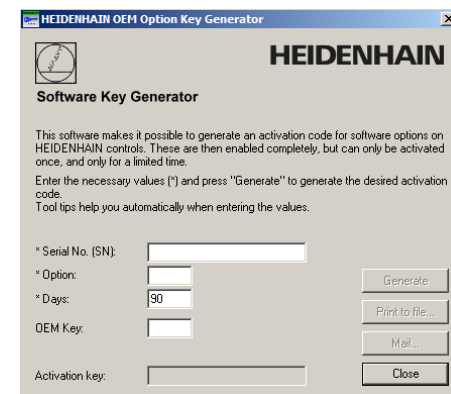 HEIDENHAIN OEM Option Key Generator
HEIDENHAIN
Software Key Generator
This software makes it possible to generate an activation code for software options on
HEIDENHAIN controls. These are then enabled completely, but can only be activated
once, and only for a limited time.
Enter the necessary values (*) and press "Generate" to generate the desired activation
code.
Tool tips help you automatically when entering the values.
* Serial No. (SN):
* Option:
Generate
* Days: 90
Print to file...
OEM Key:
Mail...
Activation key:
Close